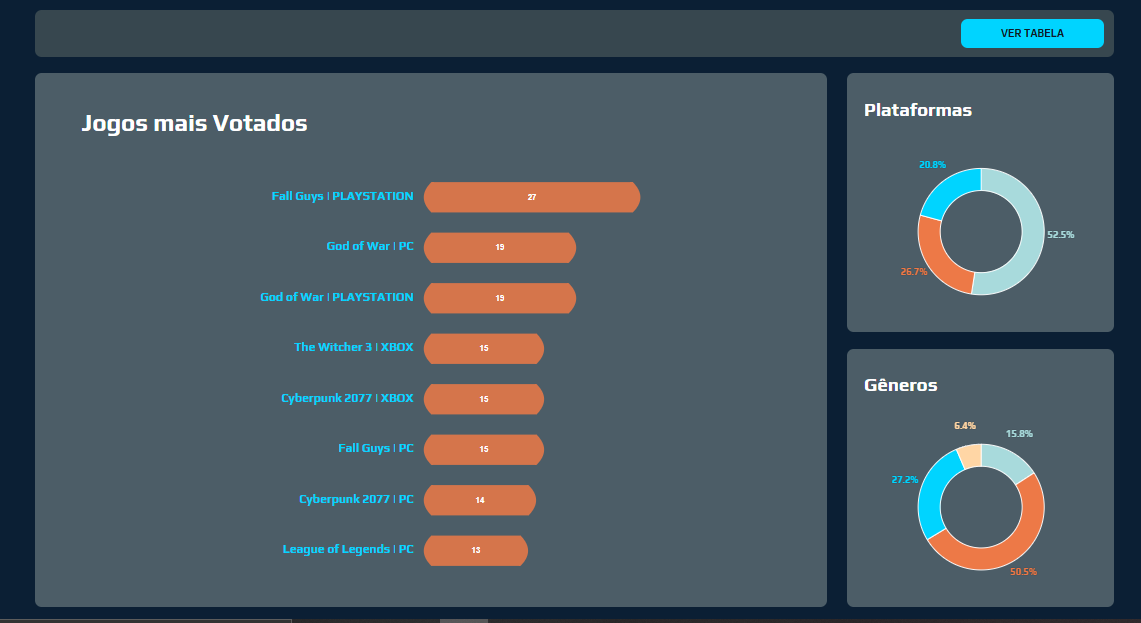 VER TABELA
Jogos mais Votados
Fall Guys | PLAYSTATION 27
God of War | PC 19
God of War | PLAYSTATION 19
The Witcher 3 | XBOX 15
Cyberpunk 2077 | XBOX 15
Fall Guys | PC 15
Cyberpunk 2077 | PC 14
League of Legends | PC 13
Plataformas
20.8%
52.5%
26.7%
Gêneros
6.4%
15.8%
27.2%
50.5%